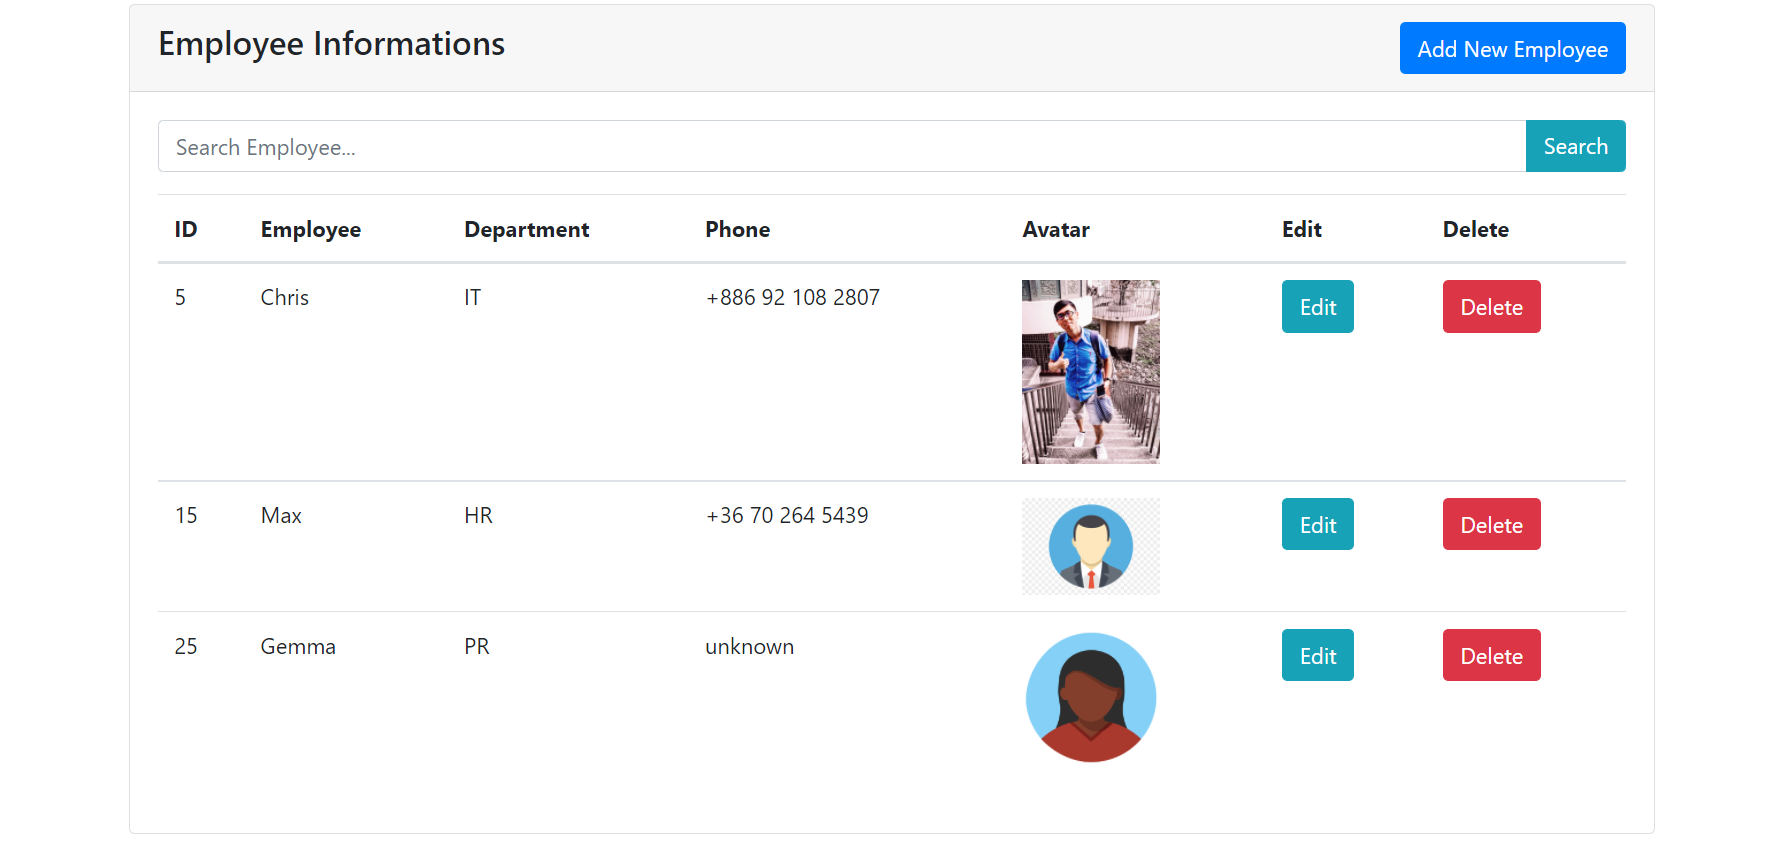 Employee Informations
Add New Employee
Search Employee...
Search
ID Employee Department Phone Avatar Edit Delete
5 Chris IT +886 92 108 2807 Edit Delete
15 Max HR +36 70 264 5439 Edit Delete
25 Gemma PR unknown Edit Delete